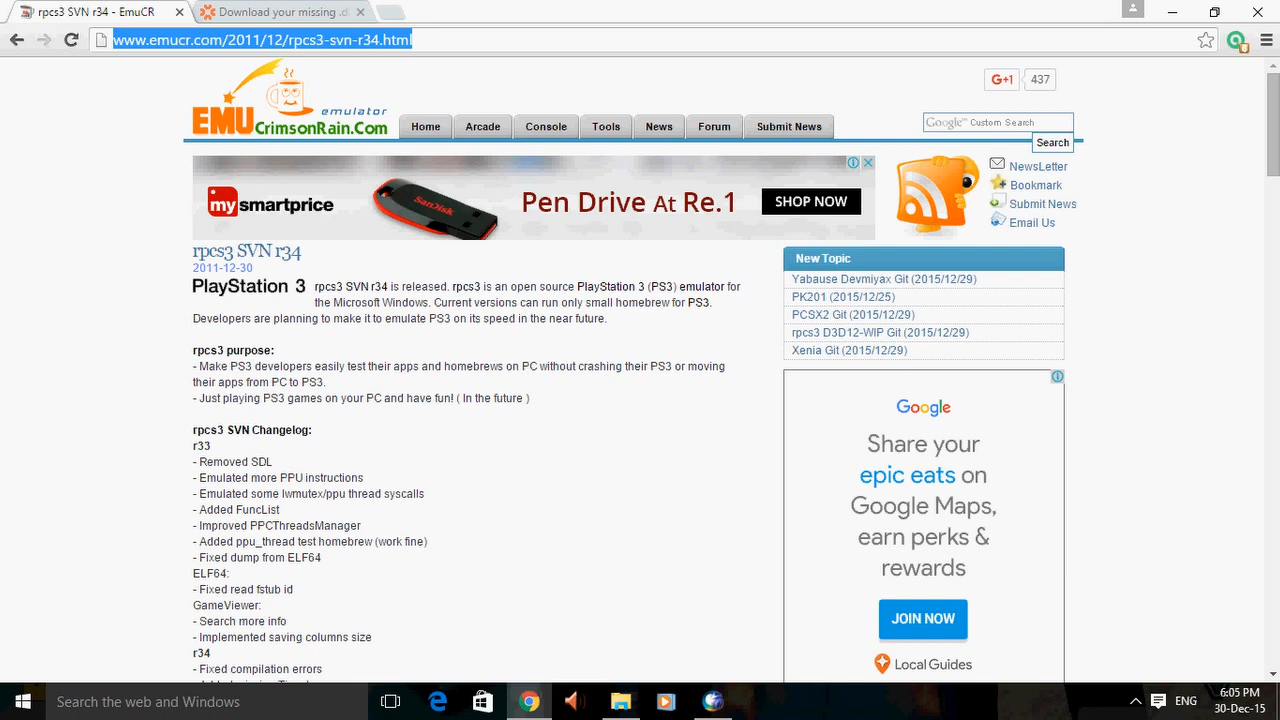 rpcs3 SVN r34 - EmuCR
Download your missing .d
www.emucr.com/2011/12/rpcs3-svn-r34.html
G+1 437
EMUCrimsonRain.Com
emulator
Home Arcade Console Tools News Forum Submit News
Google™ Custom Search
Search
mysmartprice
SanDisk
Pen Drive At Re.1
SHOP NOW
NewsLetter
Bookmark
Submit News
Email Us
rpcs3 SVN r34
2011-12-30
PlayStation 3 rpcs3 SVN r34 is released. rpcs3 is an open source PlayStation 3 (PS3) emulator for
the Microsoft Windows. Current versions can run only small homebrew for PS3.
Developers are planning to make it to emulate PS3 on its speed in the near future.
rpcs3 purpose:
- Make PS3 developers easily test their apps and homebrews on PC without crashing their PS3 or moving
their apps from PC to PS3.
- Just playing PS3 games on your PC and have fun! ( In the future )
rpcs3 SVN Changelog:
r33
- Removed SDL
- Emulated more PPU instructions
- Emulated some lwmutex/ppu thread syscalls
- Added FuncList
- Improved PPCThreadsManager
- Added ppu_thread test homebrew (work fine)
- Fixed dump from ELF64
ELF64:
- Fixed read fstub id
GameViewer:
- Search more info
- Implemented saving columns size
r34
- Fixed compilation errors
New Topic
Yabause Devmiyax Git (2015/12/29)
PK201 (2015/12/25)
PCSX2 Git (2015/12/29)
rpcs3 D3D12-WIP Git (2015/12/29)
Xenia Git (2015/12/29)
Google
Share your
epic eats on
Google Maps,
earn perks &
rewards
JOIN NOW
Local Guides
Search the web and Windows
ENG
6:05 PM
30-Dec-15